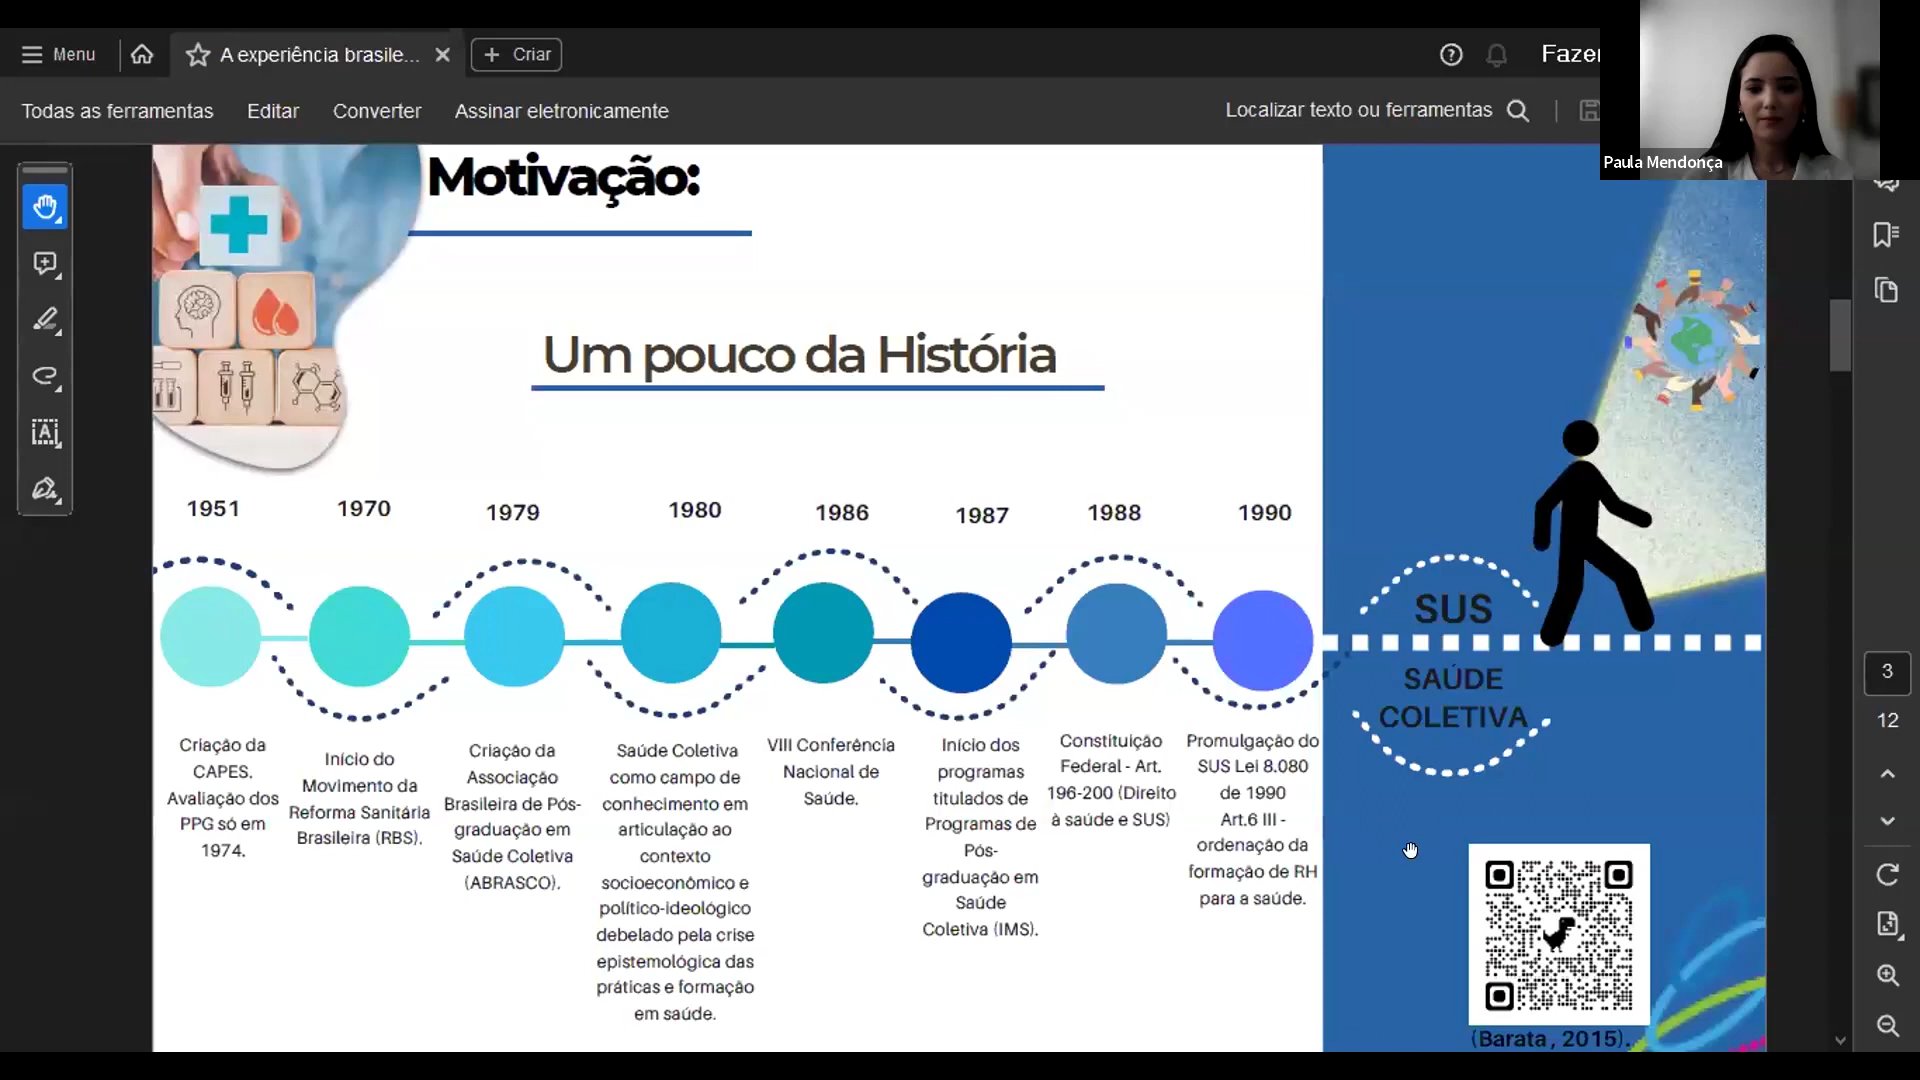 Menu
A experiência brasile...
Criar
Fazer
Todas as ferramentas
Editar
Converter
Assinar eletronicamente
Localizar texto ou ferramentas
Paula Mendonça
Motivação:
Um pouco da História
1951
1970
1979
1980
1986
1987
1988
1990
Criação da
CAPES.
Avaliação dos
PPG só em
1974.
Início do
Movimento da
Reforma Sanitária
Brasileira (RBS).
Criação da
Associação
Brasileira de Pós-
graduação em
Saúde Coletiva
(ABRASCO).
Saúde Coletiva
como campo de
conhecimento em
articulação ao
contexto
socioeconômico e
político-ideológico
debelado pela crise
epistemológica das
práticas e formação
em saúde.
VIII Conferência
Nacional de
Saúde.
Início dos
programas
titulados de
Programas de
Pós-
graduação em
Saúde
Coletiva (IMS).
Constituição
Federal - Art.
196-200 (Direito
à saúde e SUS)
Promulgação do
SUS Lei 8.080
de 1990
Art.6 III -
ordenação da
formação de RH
para a saúde.
SUS
SAÚDE
COLETIVA
(Barata, 2015).
3
12